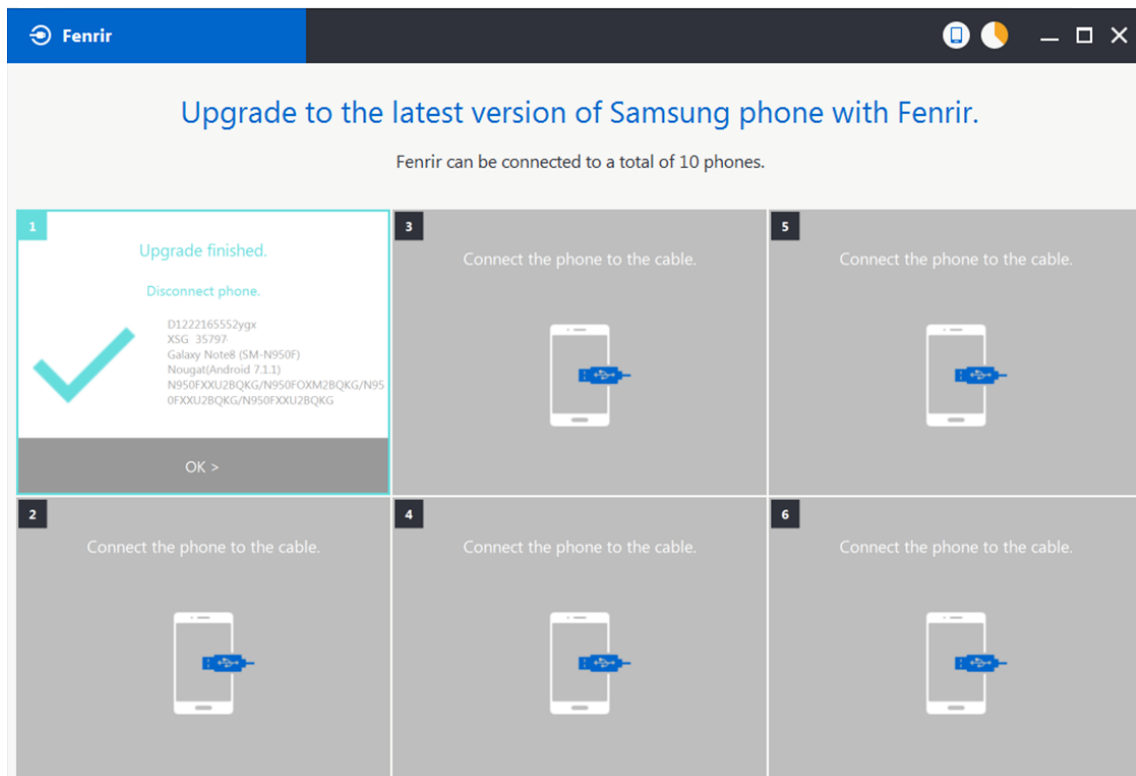 Fenrir
Upgrade to the latest version of Samsung phone with Fenrir.
Fenrir can be connected to a total of 10 phones.
1
Upgrade finished.
Disconnect phone.
D1222165552ygx
XSG 35797
Galaxy Note8 (SM-N950F)
Nougat(Android 7.1.1)
N950FXXU2BQKG/N950FOXM2BQKG/N95
0FXXU2BQKG/N950FXXU2BQKG
OK >
3
Connect the phone to the cable.
5
Connect the phone to the cable.
2
Connect the phone to the cable.
4
Connect the phone to the cable.
6
Connect the phone to the cable.